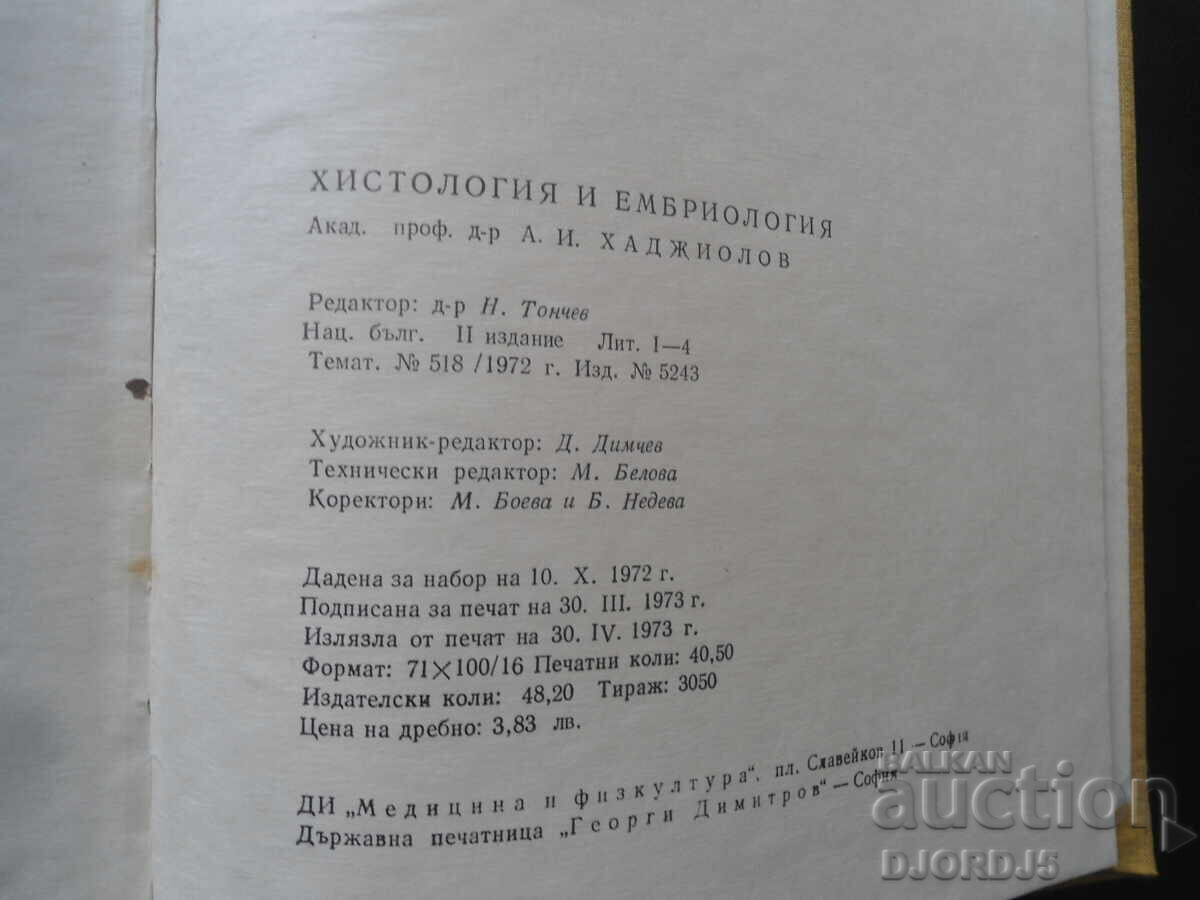 ХИСТОЛОГИЯ И ЕМБРИОЛОГИЯ
Акад. проф. д-р А. И. ХАДЖИОЛОВ
Редактор: д-р Н. Тончев
Нац. бълг. II издание Лит. 1—4
Темат. № 518 /1972 г. Изд. № 5243
Художник-редактор: Д. Димчев
Технически редактор: М. Белова
Коректори: М. Боева и Б. Недева
Дадена за набор на 10. X. 1972 г.
Подписана за печат на 30. III. 1973 г.
Излязла от печат на 30. IV. 1973 г.
Формат: 71×100/16 Печатни коли: 40,50
Издателски коли: 48,20 Тираж: 3050
Цена на дребно: 3,83 лв.
ДИ „Медицина и физкултура“, пл. Славейков 11 — София
Държавна печатница „Георги Димитров“ — София
BALKAN
auction
DJORDJ5